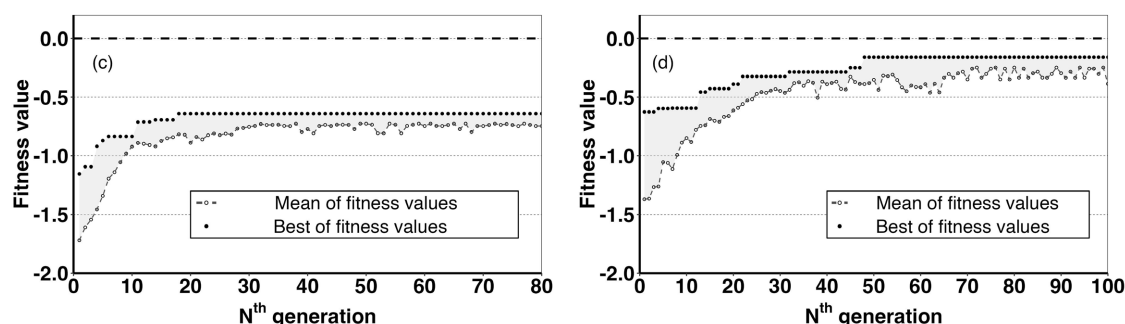 0.0
-0.5
-1.0
-1.5
-2.0
Fitness value
(c)
Mean of fitness values
Best of fitness values
0 10 20 30 40 50 60 70 80
Nth generation
0.0
-0.5
-1.0
-1.5
-2.0
Fitness value
(d)
Mean of fitness values
Best of fitness values
0 10 20 30 40 50 60 70 80 90 100
Nth generation